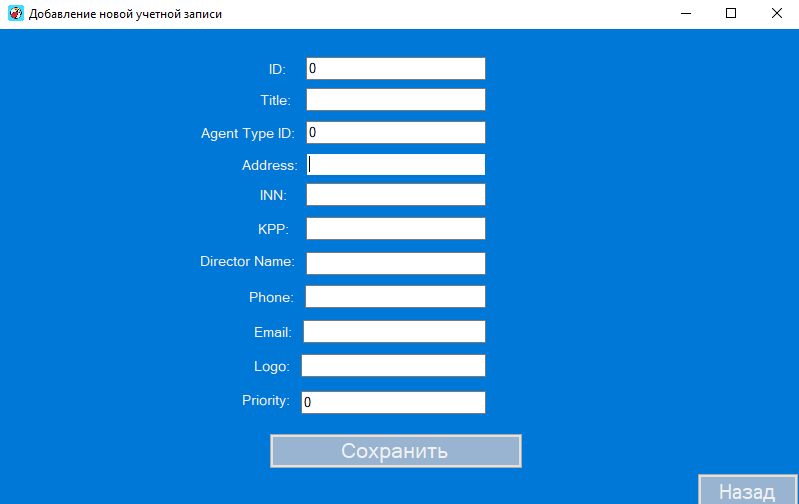 Добавление новой учетной записи
ID: 0
Title:
Agent Type ID: 0
Address:
INN:
KPP:
Director Name:
Phone:
Email:
Logo:
Priority: 0
Сохранить
Назад